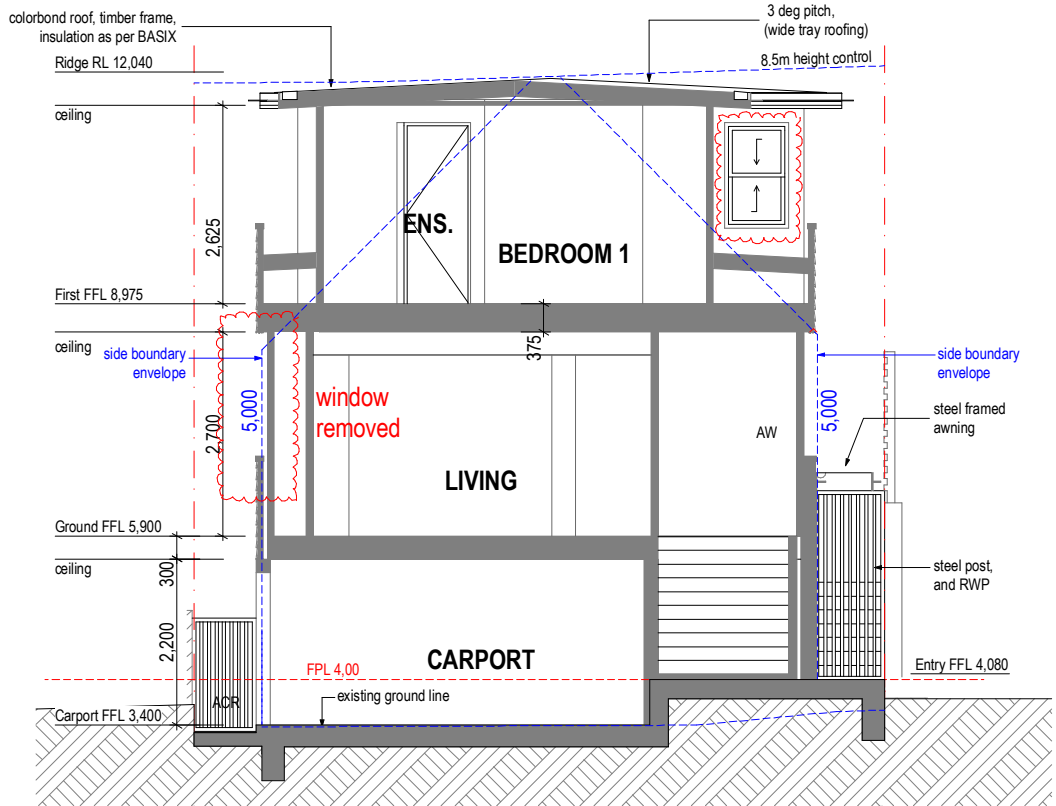 colorbond roof, timber frame,
insulation as per BASIX
3 deg pitch,
(wide tray roofing)
Ridge RL 12,040
8.5m height control
ceiling
2,625
ENS.
BEDROOM 1
First FFL 8,975
ceiling
375
side boundary
envelope
5,000
window
removed
2,700
AW
5,000
side boundary
envelope
steel framed
awning
LIVING
Ground FFL 5,900
ceiling
300
2,200
steel post,
and RWP
CARPORT
FPL 4,00
Entry FFL 4,080
existing ground line
ACR
Carport FFL 3,400